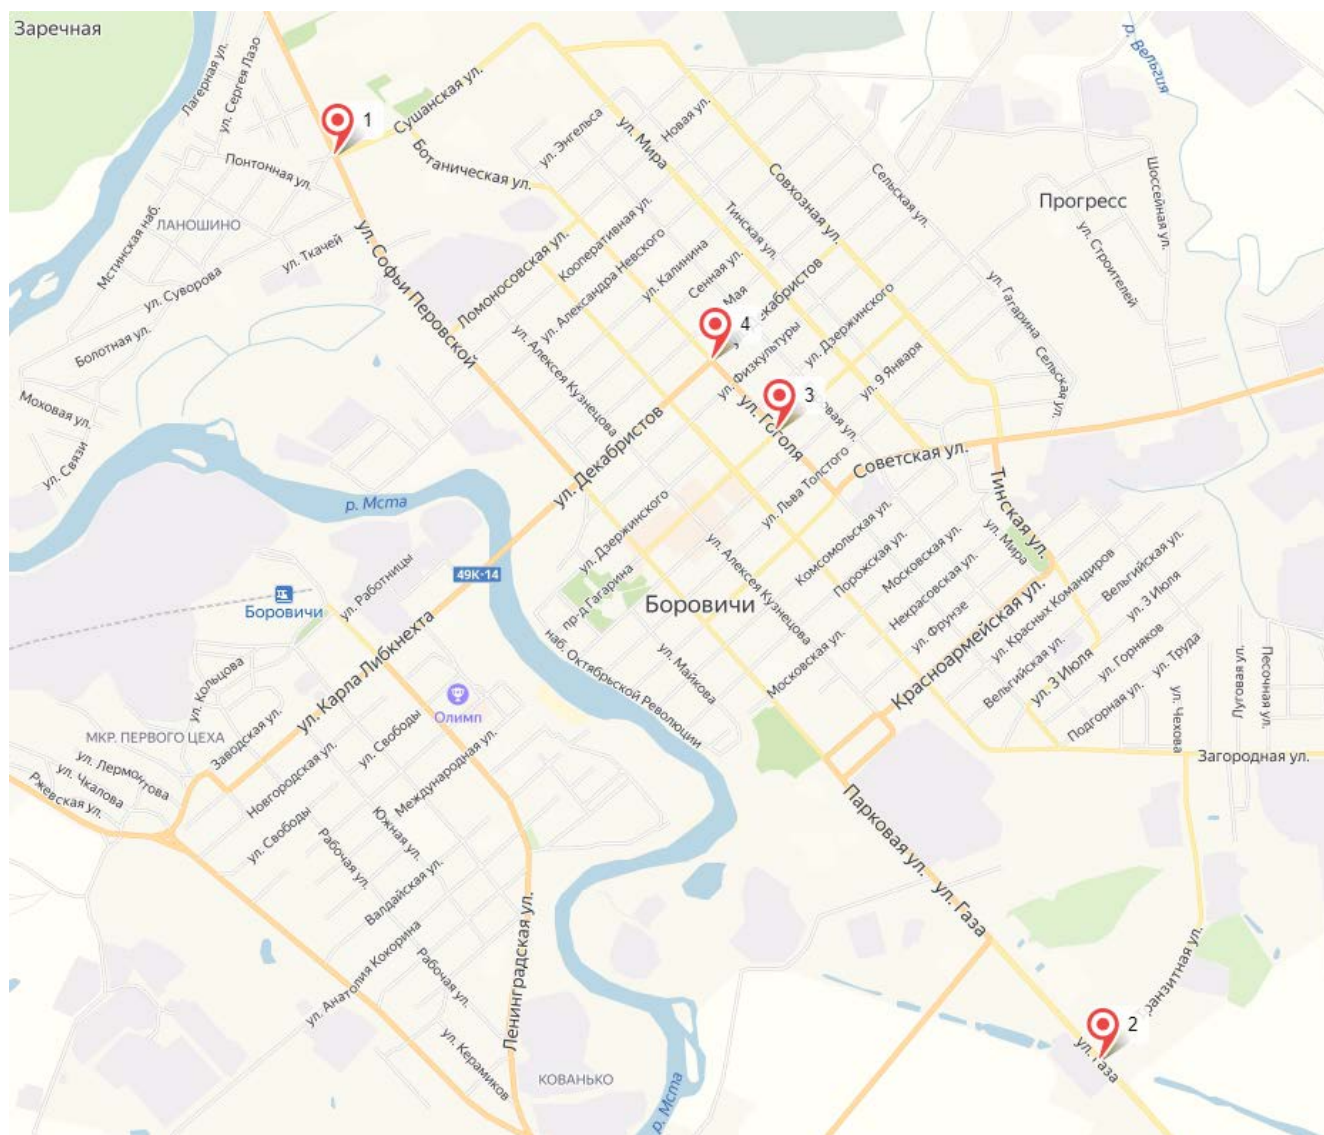 Заречная
р. Вельгия
Лагерная ул.
ул. Сергея Лазо
1
Сушанская ул.
Ботаническая ул.
ул. Энгельса
ул. Мира
Новая ул.
Совхозная ул.
Сельская ул.
Шоссейная ул.
Прогресс
ул. Строителей
Понтонная ул.
ЛАНОШИНО
Мстинская наб.
ул. Ткачей
ул. Суворова
Болотная ул.
ул. Софьи Перовской
Ломоносовская ул.
Кооперативная ул.
ул. Александра Невского
ул. Калинина
Сенная ул.
Тинская ул.
Мая
Декабристов
ул. Гагарина
Сельская ул.
4
ул. Физкультуры
ул. Дзержинского
ул. 9 Января
3
ул. Гоголя
ул. Алексея Кузнецова
Моховая ул.
ул. Связи
р. Мста
ул. Декабристов
вая ул.
Советская ул.
ул. Льва Толстого
Тинская ул.
ул. Мира
ул. Дзержинского
пр-д Гагарина
ул. Алексея Кузнецова
Комсомольская ул.
Порожская ул.
Московская ул.
Некрасовская ул.
ул. Фрунзе
ул. Красных Командиров
Вельгийская ул.
ул. 3 Июля
49К-14
Боровичи
ул. Работницы
Боровичи
наб. Октябрьской Революции
ул. Майкова
Московская ул.
Красноармейская ул.
Вельгийская ул.
ул. 3 Июля
ул. Горняков
ул. Труда
Подгорная ул.
ул. Чехова
Луговая ул.
Песочная ул.
Загородная ул.
ул. Кольцова
ул. Карла Либкнехта
Олимп
МКР. ПЕРВОГО ЦЕХА
Заводская ул.
ул. Свободы
Международная ул.
ул. Лермонтова
ул. Чкалова
Ржевская ул.
Новгородская ул.
ул. Свободы
Южная ул.
Рабочая ул.
Валдайская ул.
Парковая ул.
ул. Газа
ул. Анатолия Кокорина
Рабочая ул.
Ленинградская ул.
ул. Керамиков
КОВАНЬКО
р. Мста
ранзитная ул.
2
ул. Газа